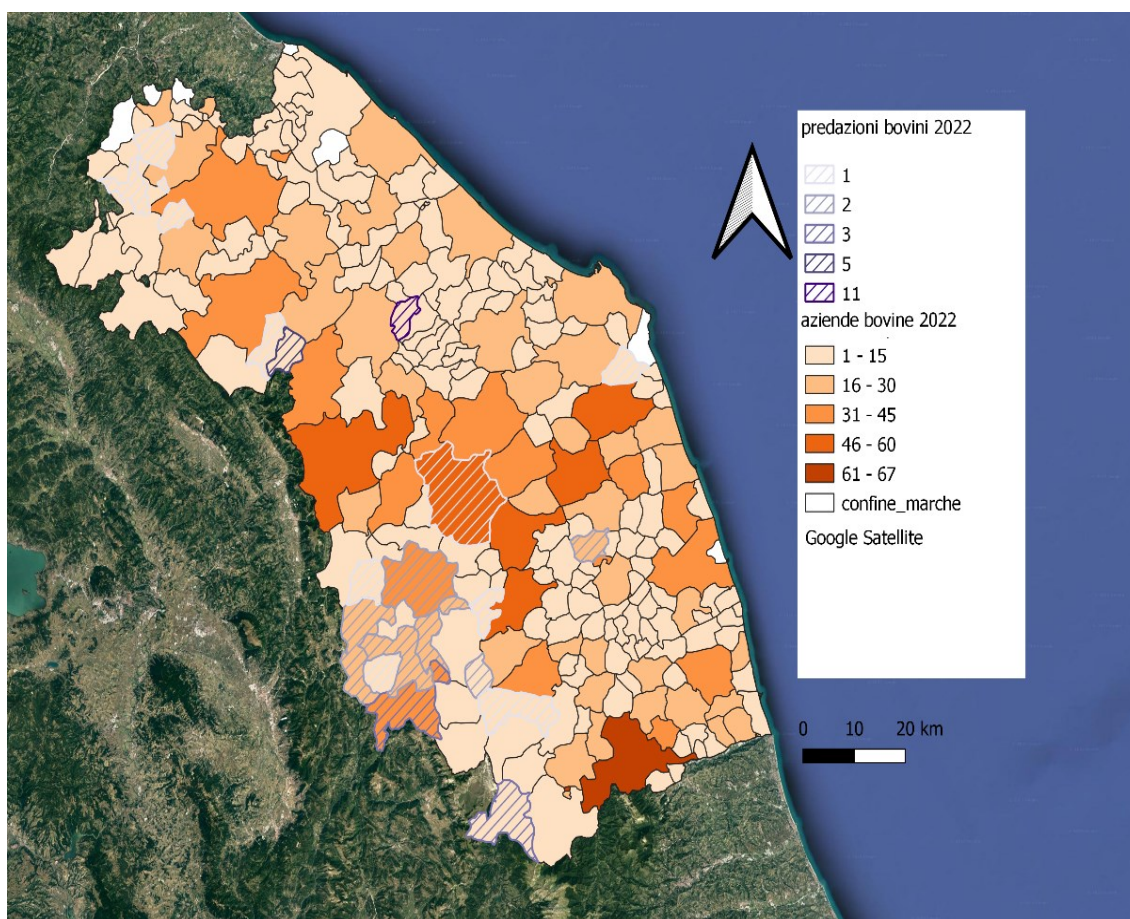 predazioni bovini 2022
1
2
3
5
11
aziende bovine 2022
1 - 15
16 - 30
31 - 45
46 - 60
61 - 67
confine_marche
Google Satellite
0 10 20 km